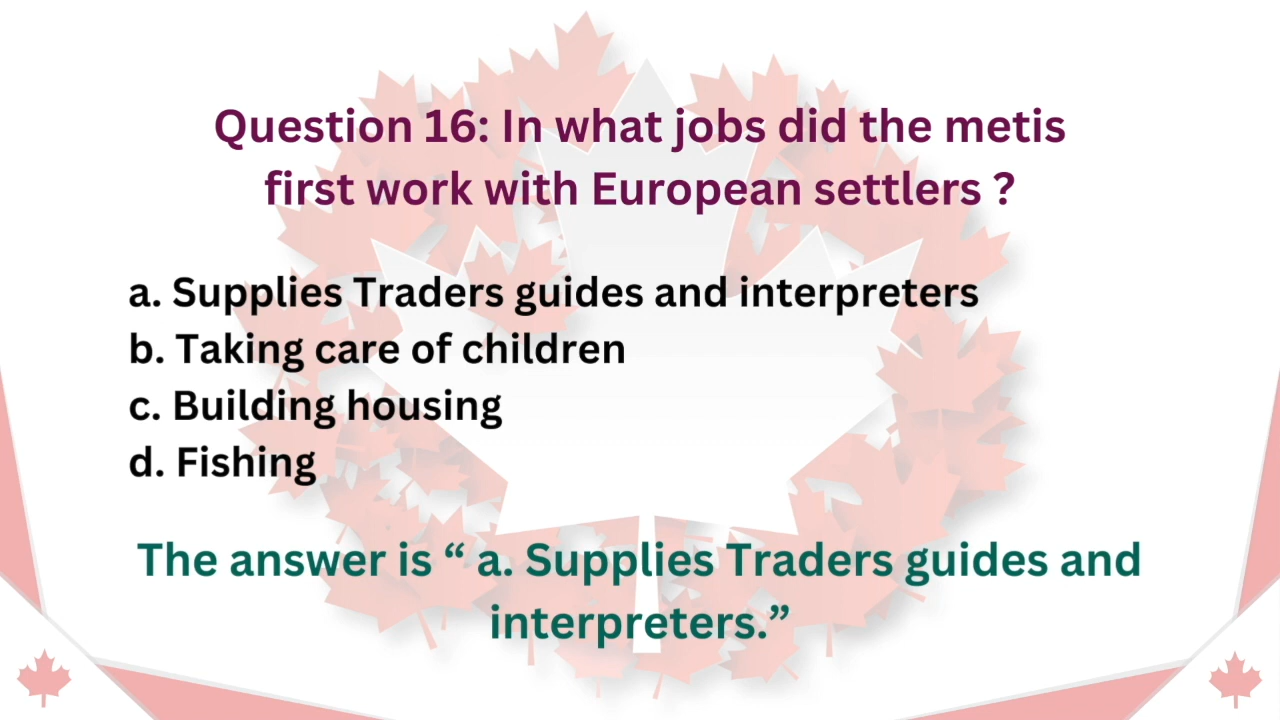 Question 16: In what jobs did the metis
first work with European settlers ?
a. Supplies Traders guides and interpreters
b. Taking care of children
c. Building housing
d. Fishing
The answer is “ a. Supplies Traders guides and
interpreters.”